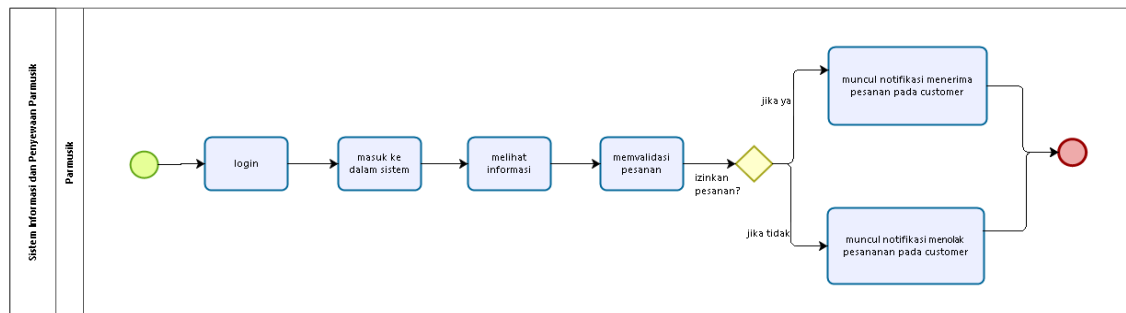 Sistem Informasi dan Penyewaan Parmusik
Parmusik
login
masuk ke
dalam sistem
melihat
informasi
memvalidasi
pesanan
izinkan
pesanan?
jika ya
muncul notifikasi menerima
pesanan pada customer
jika tidak
muncul notifikasi menolak
pesananan pada customer